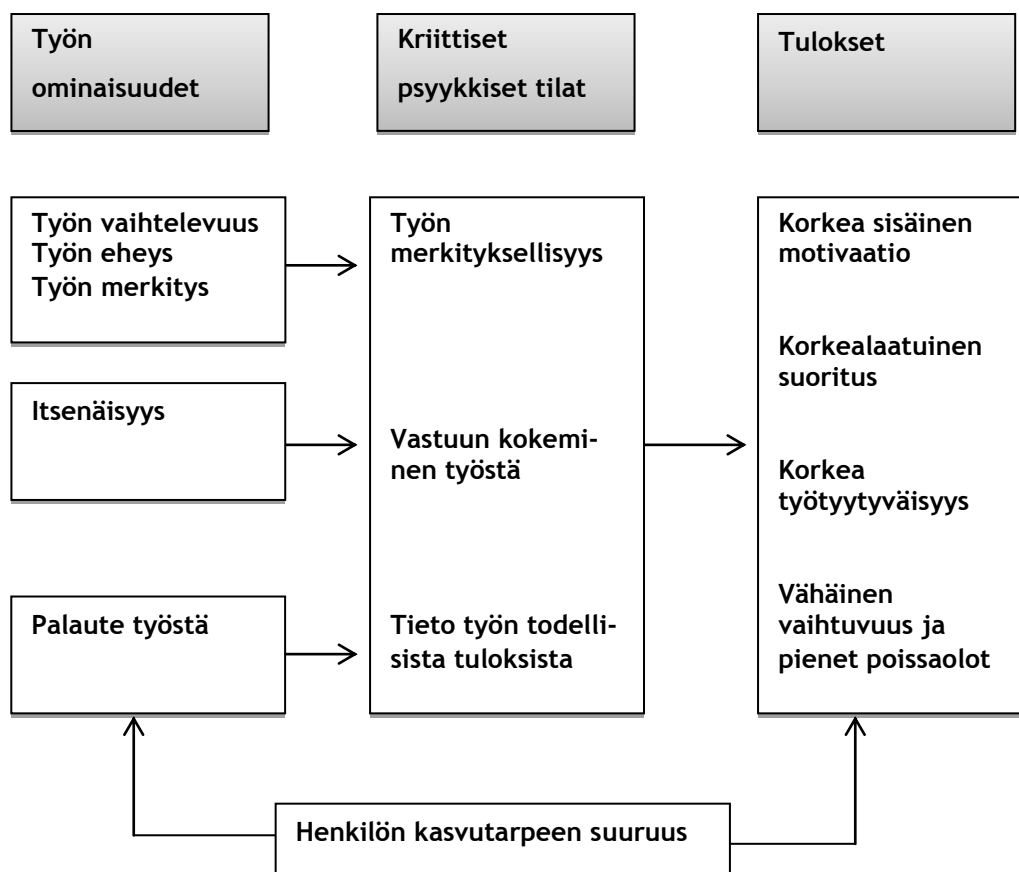 Työn
ominaisuudet
Kriittiset
psyykkiset tilat
Tulokset
Työn vaihtelevuus
Työn eheys
Työn merkitys
Itsenäisyys
Palaute työstä
Työn
merkityksellisyys
Vastuun kokemi-
nen työstä
Tieto työn todelli-
sista tuloksista
Korkea sisäinen
motivaatio
Korkealaatuinen
suoritus
Korkea
työtyytyväisyys
Vähäinen
vaihtuvuus ja
pienet poissaolot
Henkilön kasvutarpeen suuruus